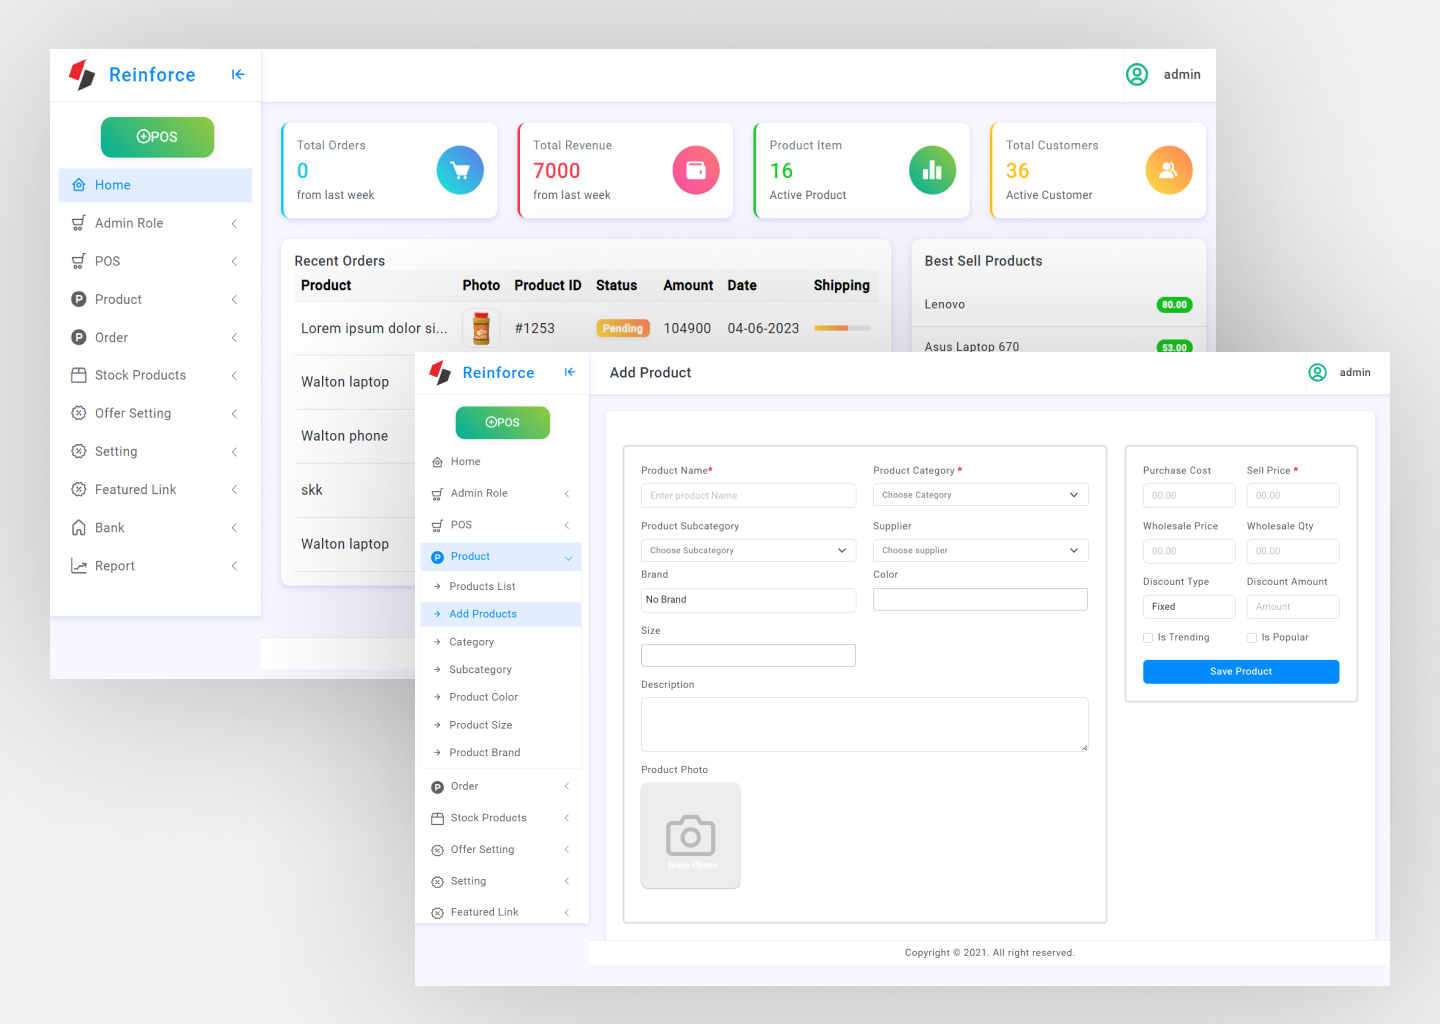 Reinforce
admin
POS
Home
Admin Role
POS
Product
Order
Stock Products
Offer Setting
Setting
Featured Link
Bank
Report
Total Orders
0
from last week
Total Revenue
7000
from last week
Product Item
16
Active Product
Total Customers
36
Active Customer
Recent Orders
Product Photo Product ID Status Amount Date Shipping
Lorem ipsum dolor si... #1253 Pending 104900 04-06-2023
Walton laptop
Walton phone
skk
Walton laptop
Best Sell Products
Lenovo 80.00
Asus Laptop 670 53.00
Reinforce
Add Product
admin
POS
Home
Admin Role
POS
Product
Products List
Add Products
Category
Subcategory
Product Color
Product Size
Product Brand
Order
Stock Products
Offer Setting
Setting
Featured Link
Product Name* Product Category *
Enter product Name Choose Category
Product Subcategory Supplier
Choose Subcategory Choose supplier
Brand Color
No Brand
Size
Description
Product Photo
Main Photo
Purchase Cost Sell Price *
00.00 00.00
Wholesale Price Wholesale Qty
00.00 00.00
Discount Type Discount Amount
Fixed Amount
Is Trending Is Popular
Save Product
Copyright © 2021. All right reserved.